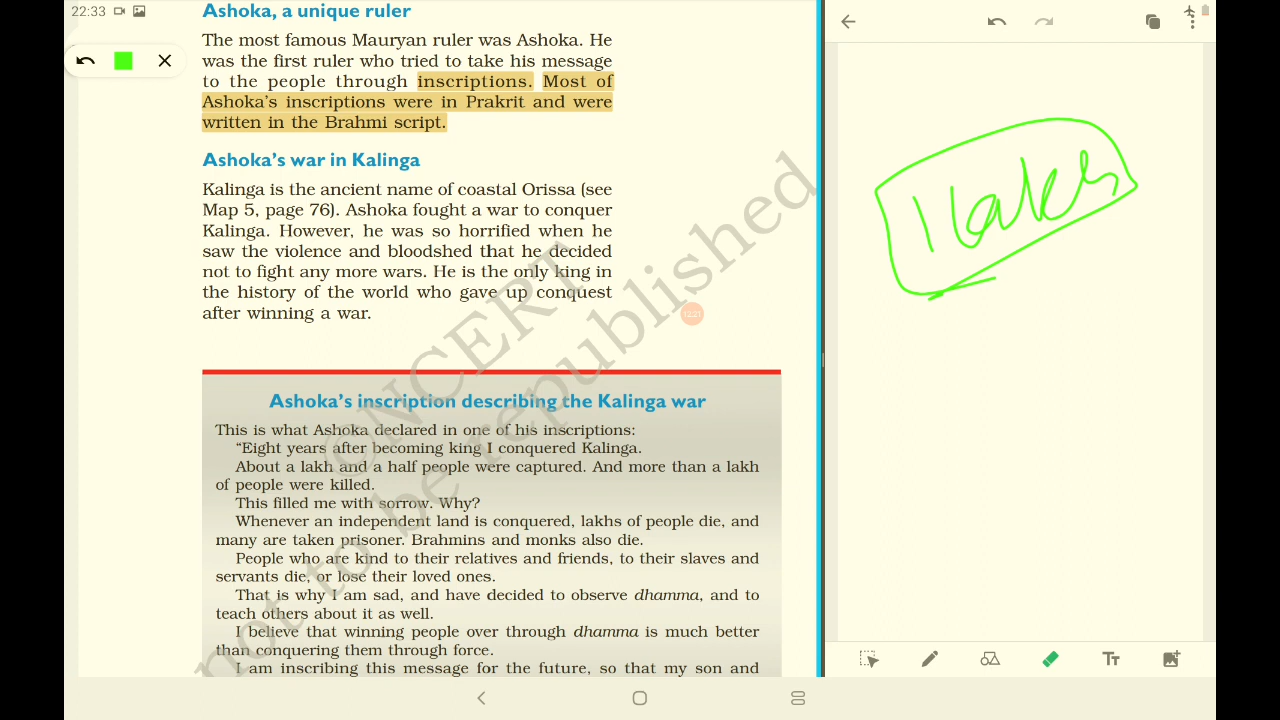 22:33
Ashoka, a unique ruler
The most famous Mauryan ruler was Ashoka. He
was the first ruler who tried to take his message
to the people through inscriptions. Most of
Ashoka's inscriptions were in Prakrit and were
written in the Brahmi script.
Ashoka's war in Kalinga
Kalinga is the ancient name of coastal Orissa (see
Map 5, page 76). Ashoka fought a war to conquer
Kalinga. However, he was so horrified when he
saw the violence and bloodshed that he decided
not to fight any more wars. He is the only king in
the history of the world who gave up conquest
after winning a war.
12:21
Ashoka's inscription describing the Kalinga war
This is what Ashoka declared in one of his inscriptions:
"Eight years after becoming king I conquered Kalinga.
About a lakh and a half people were captured. And more than a lakh
of people were killed.
This filled me with sorrow. Why?
Whenever an independent land is conquered, lakhs of people die, and
many are taken prisoner. Brahmins and monks also die.
People who are kind to their relatives and friends, to their slaves and
servants die, or lose their loved ones.
That is why I am sad, and have decided to observe dhamma, and to
teach others about it as well.
I believe that winning people over through dhamma is much better
than conquering them through force.
I am inscribing this message for the future, so that my son and
©NCERT
not to be republished
1 lakh
Tт